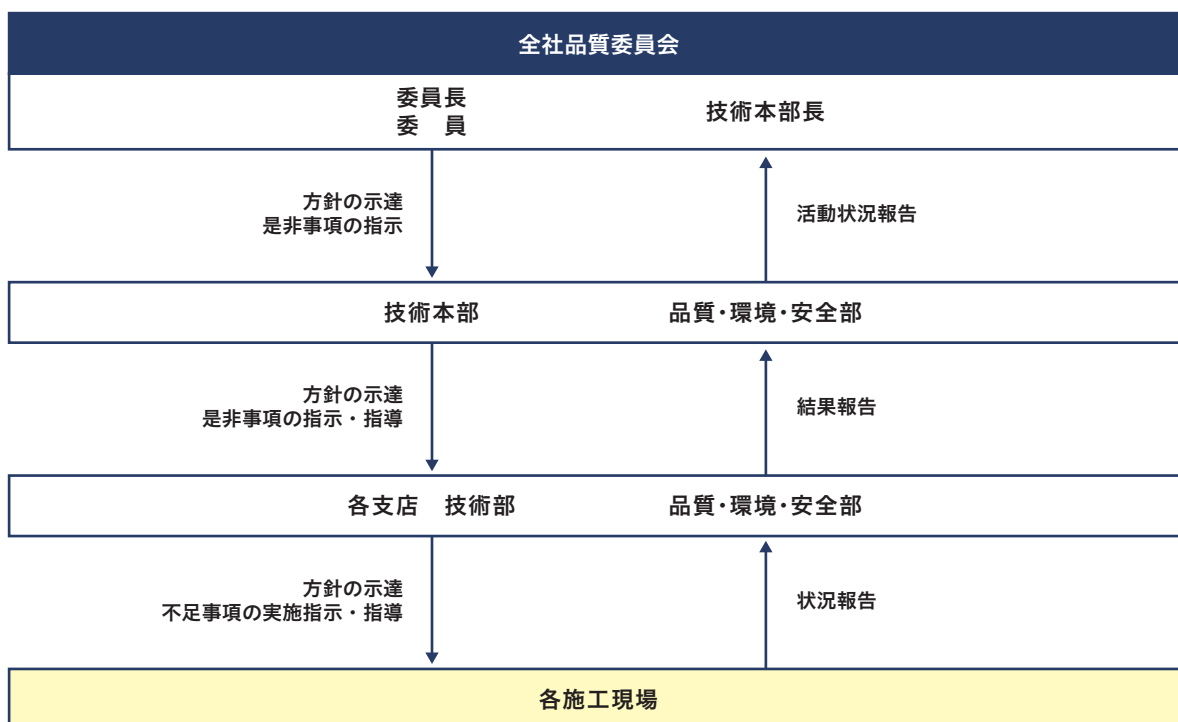 全社品質委員会
委員長
委　員
技術本部長
方針の示達
是非事項の指示
活動状況報告
技術本部　品質・環境・安全部
方針の示達
是非事項の指示・指導
結果報告
各支店　技術部　品質・環境・安全部
方針の示達
不足事項の実施指示・指導
状況報告
各施工現場